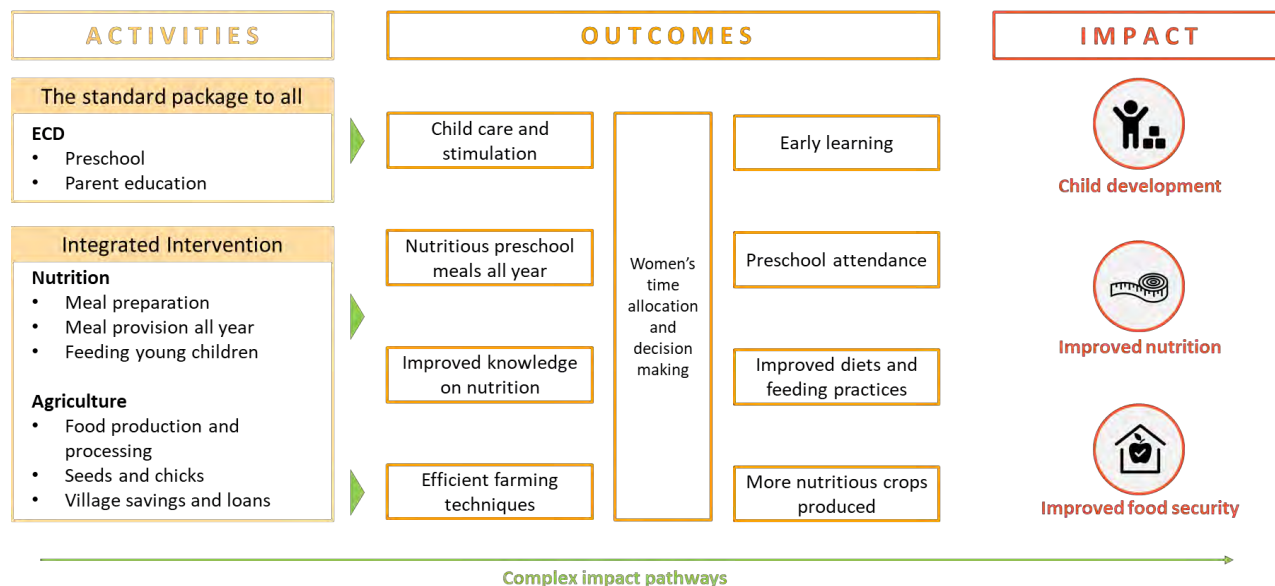 ACTIVITIES
OUTCOMES
IMPACT
The standard package to all
ECD
• Preschool
• Parent education
Integrated Intervention
Nutrition
• Meal preparation
• Meal provision all year
• Feeding young children
Agriculture
• Food production and
processing
• Seeds and chicks
• Village savings and loans
Child care and
stimulation
Nutritious preschool
meals all year
Improved knowledge
on nutrition
Efficient farming
techniques
Women's
time
allocation
and
decision
making
Early learning
Preschool attendance
Improved diets and
feeding practices
More nutritious crops
produced
Child development
Improved nutrition
Improved food security
Complex impact pathways